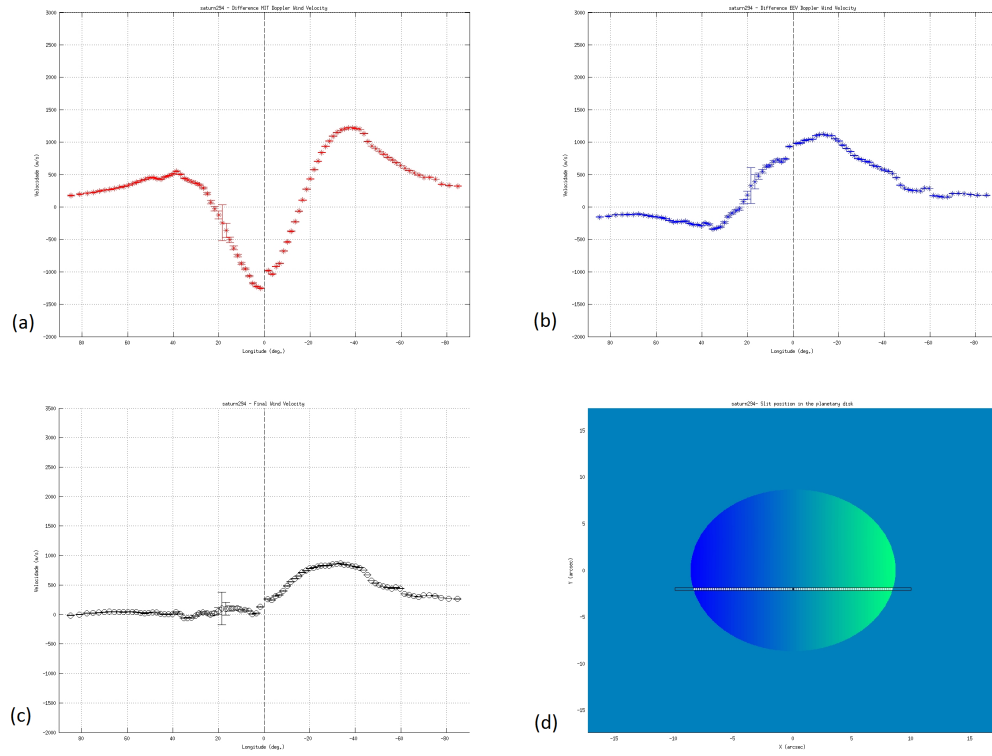 saturn294 - Difference MIT Doppler Wind Velocity
3000
2500
2000
1500
1000
500
0
-500
-1000
-1500
-2000
Velocidade (m/s)
80 60 40 20 0 -20 -40 -60 -80
Longitude (deg.)
(a)
saturn294 - Difference EEV Doppler Wind Velocity
3000
2500
2000
1500
1000
500
0
-500
-1000
-1500
-2000
Velocidade (m/s)
80 60 40 20 0 -20 -40 -60 -80
Longitude (deg.)
(b)
saturn294 - Final Wind Velocity
3500
3000
2500
2000
1500
1000
500
0
-500
-1000
-1500
-2000
Velocidade (m/s)
80 60 40 20 0 -20 -40 -60 -80
Longitude (deg.)
(c)
saturn294- Slit position in the planetary disk
15
10
5
0
-5
-10
-15
Y (arcsec)
-15 -10 -5 0 5 10 15
X (arcsec)
(d)